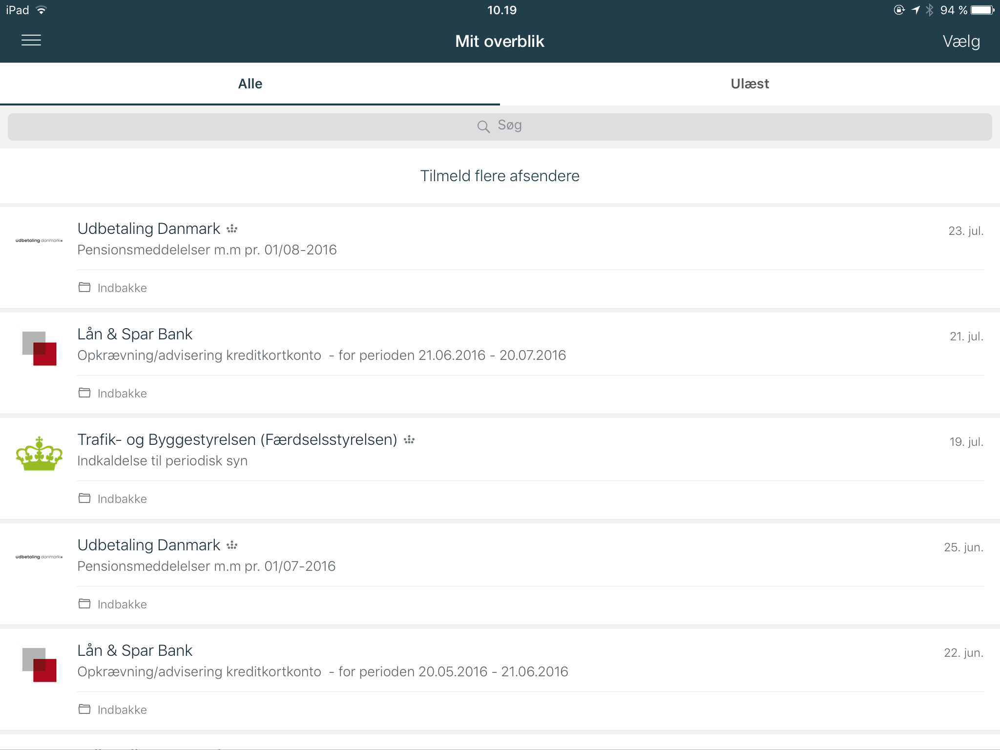 iPad 10.19 94 %
Mit overblik Vælg
Alle Ulæst
Søg
Tilmeld flere afsendere
Udbetaling Danmark 23. jul.
udbetaling danmark
Pensionsmeddelelser m.m pr. 01/08-2016
Indbakke
Lån & Spar Bank 21. jul.
Opkrævning/advisering kreditkortkonto - for perioden 21.06.2016 - 20.07.2016
Indbakke
Trafik- og Byggestyrelsen (Færdselsstyrelsen) 19. jul.
Indkaldelse til periodisk syn
Indbakke
Udbetaling Danmark 25. jun.
udbetaling danmark
Pensionsmeddelelser m.m pr. 01/07-2016
Indbakke
Lån & Spar Bank 22. jun.
Opkrævning/advisering kreditkortkonto - for perioden 20.05.2016 - 21.06.2016
Indbakke